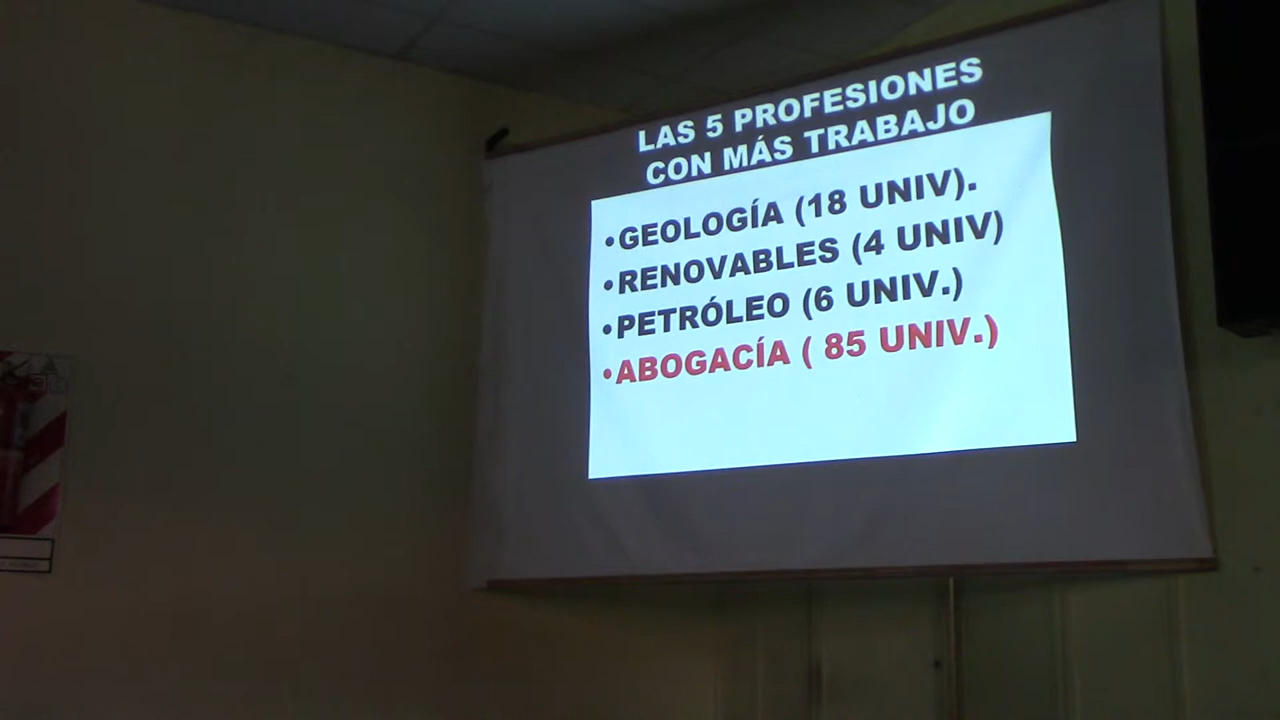 LAS 5 PROFESIONES
CON MÁS TRABAJO
•GEOLOGÍA (18 UNIV).
•RENOVABLES (4 UNIV)
•PETRÓLEO (6 UNIV.)
•ABOGACÍA ( 85 UNIV.)